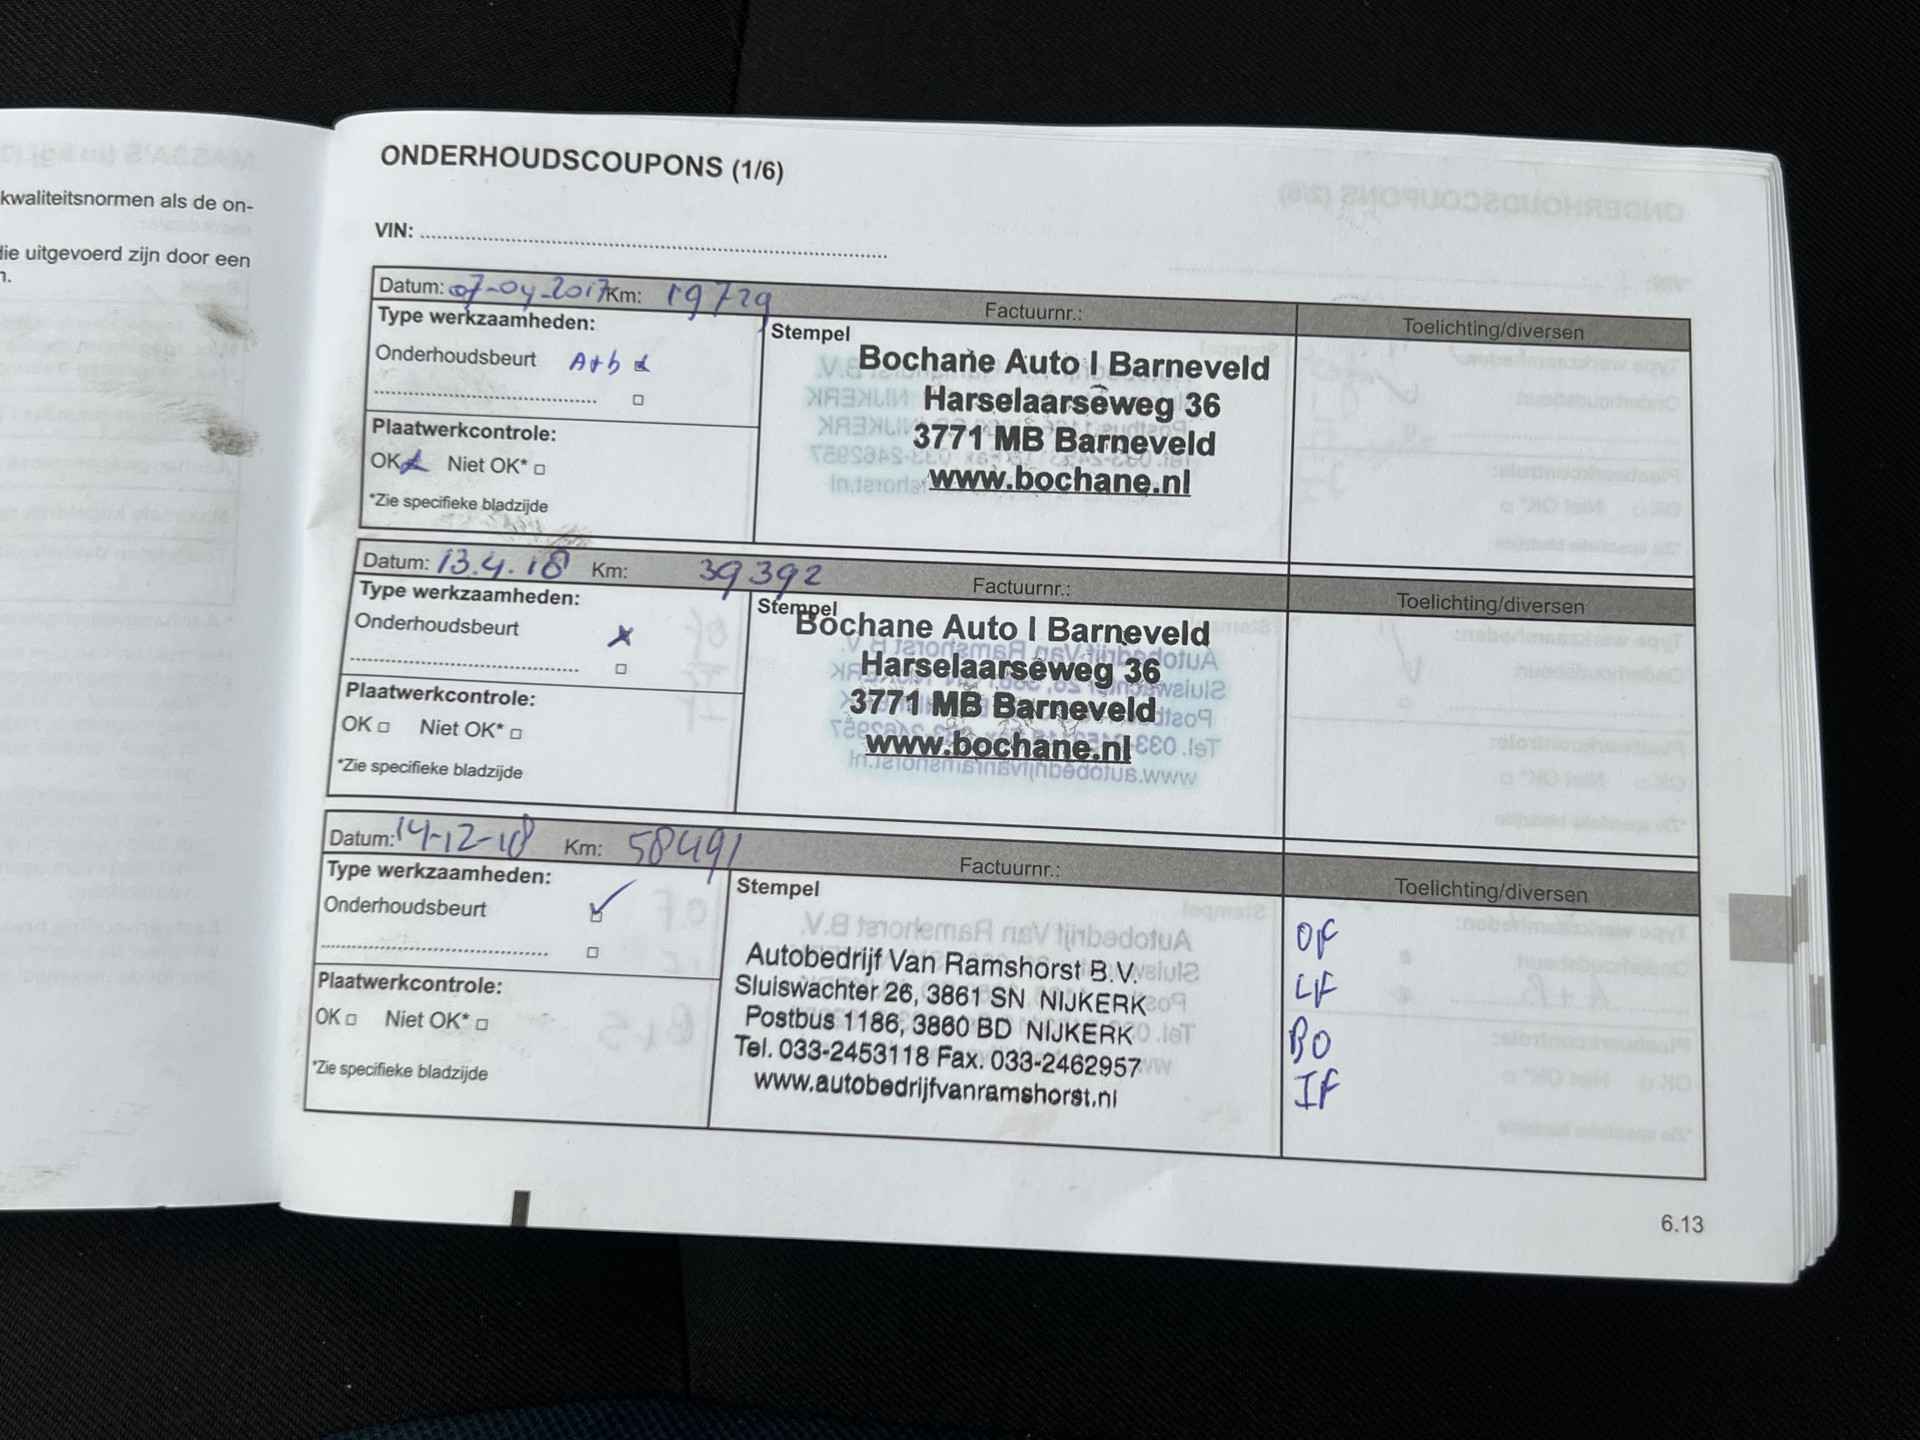 kwaliteitsnormen als de on-
die uitgevoerd zijn door een
n.
ONDERHOUDSCOUPONS (1/6)
VIN:
Datum: 07-04-2017 Km: 19729 Factuurnr.: Toelichting/diversen
Type werkzaamheden:
Onderhoudsbeurt A+b
Plaatwerkcontrole:
OK Niet OK*
*Zie specifieke bladzijde
Stempel
Bochane Auto | Barneveld
Harselaarseweg 36
3771 MB Barneveld
www.bochane.nl
Datum: 13.4.18 Km: 39392 Factuurnr.: Toelichting/diversen
Type werkzaamheden:
Onderhoudsbeurt x
Plaatwerkcontrole:
OK Niet OK*
*Zie specifieke bladzijde
Stempel
Bochane Auto | Barneveld
Harselaarseweg 36
3771 MB Barneveld
www.bochane.nl
Datum: 14-12-18 Km: 58491 Factuurnr.: Toelichting/diversen
Type werkzaamheden:
Onderhoudsbeurt
Plaatwerkcontrole:
OK Niet OK*
*Zie specifieke bladzijde
Stempel
Autobedrijf Van Ramshorst B.V.
Sluiswachter 26, 3861 SN NIJKERK
Postbus 1186, 3860 BD NIJKERK
Tel. 033-2453118 Fax. 033-2462957
www.autobedrijfvanramshorst.nl
OF
LF
BO
IF
6.13